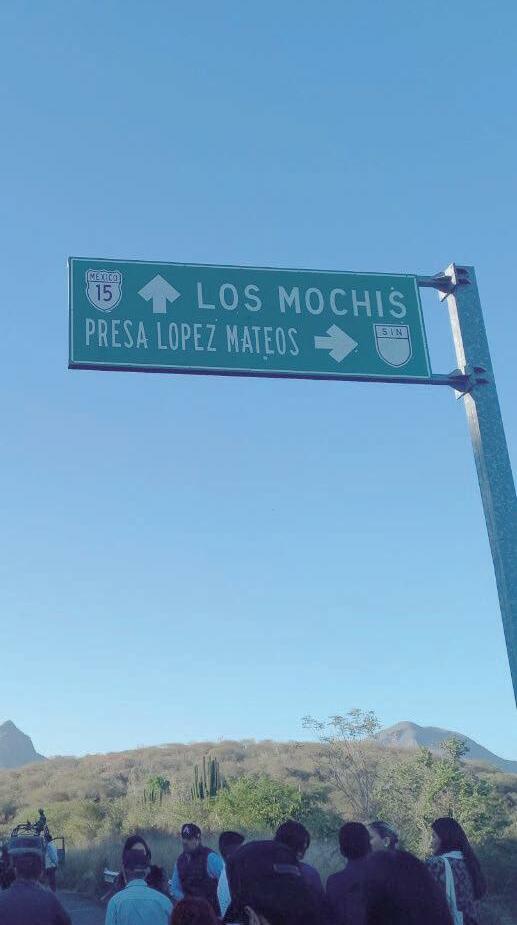 MEXICO
15
LOS MOCHIS
PRESA LOPEZ MATEOS
SIN